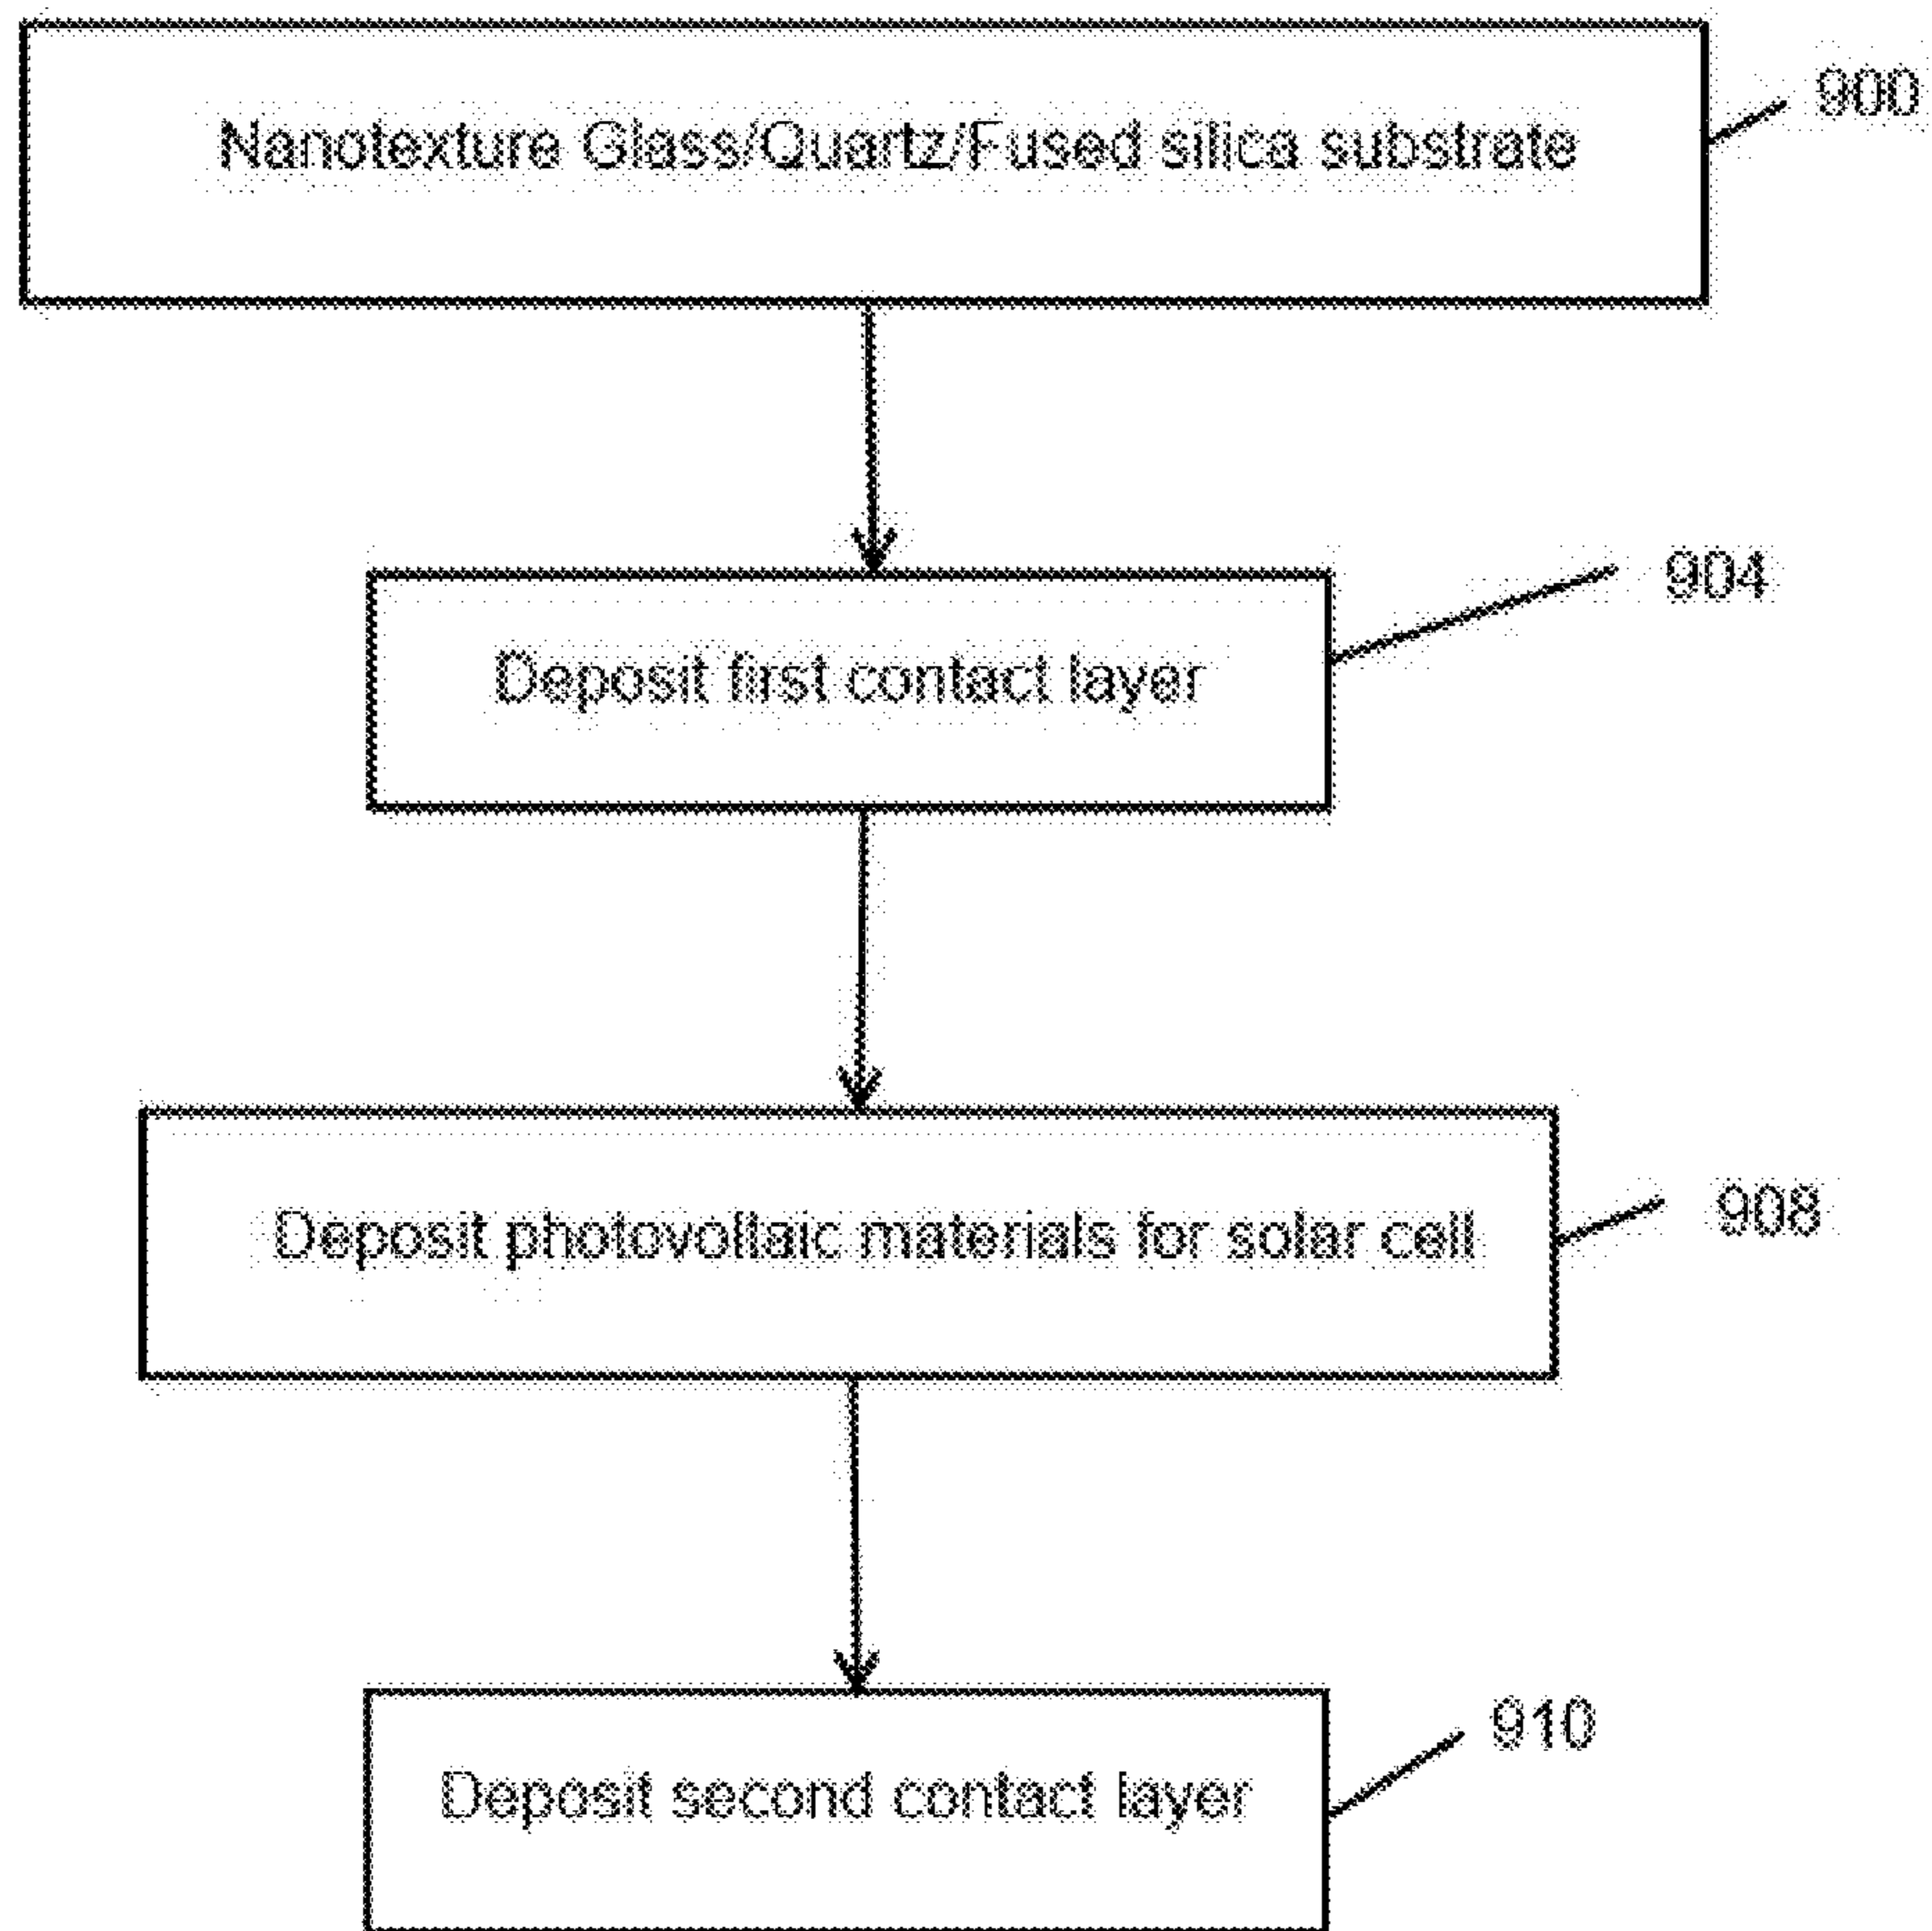 Nanotexture Glass/Quartz/Fused silica substrate
900
Deposit first contact layer
904
Deposit photovoltaic materials for solar cell
908
Deposit second contact layer
910